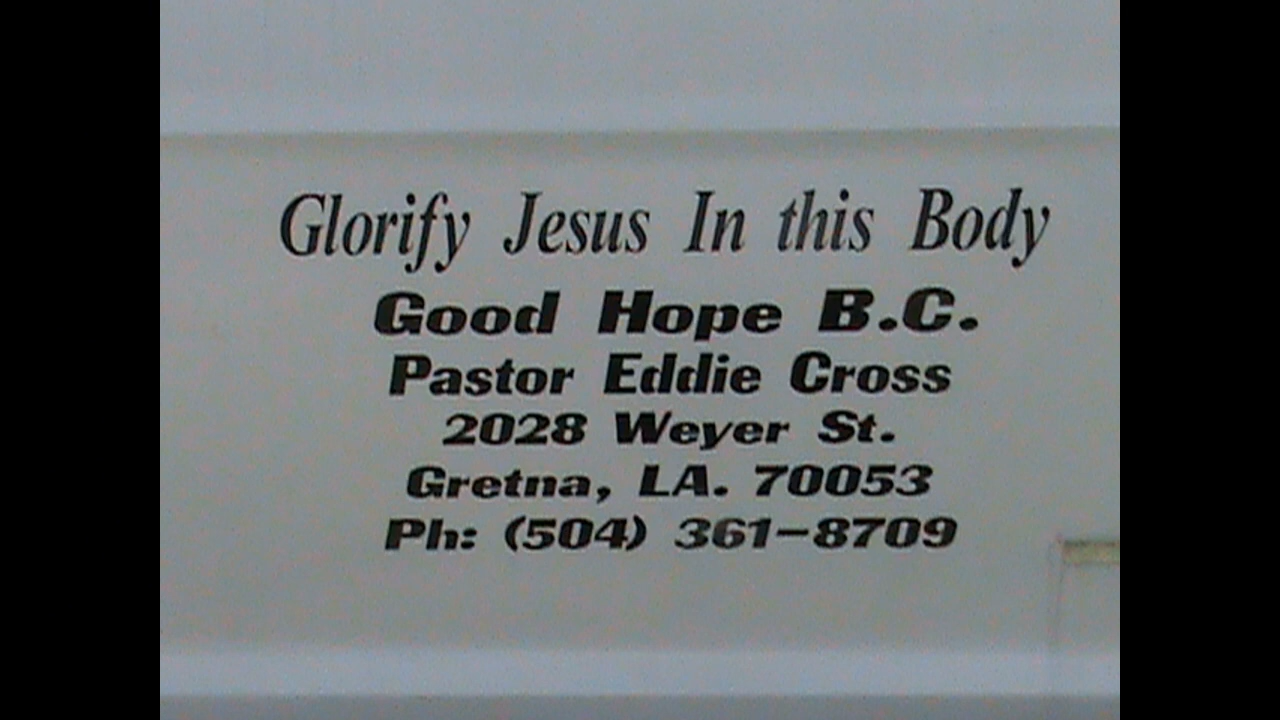 Glorify Jesus In this Body
Good Hope B.C.
Pastor Eddie Cross
2028 Weyer St.
Gretna, LA. 70053
Ph: (504) 361-8709